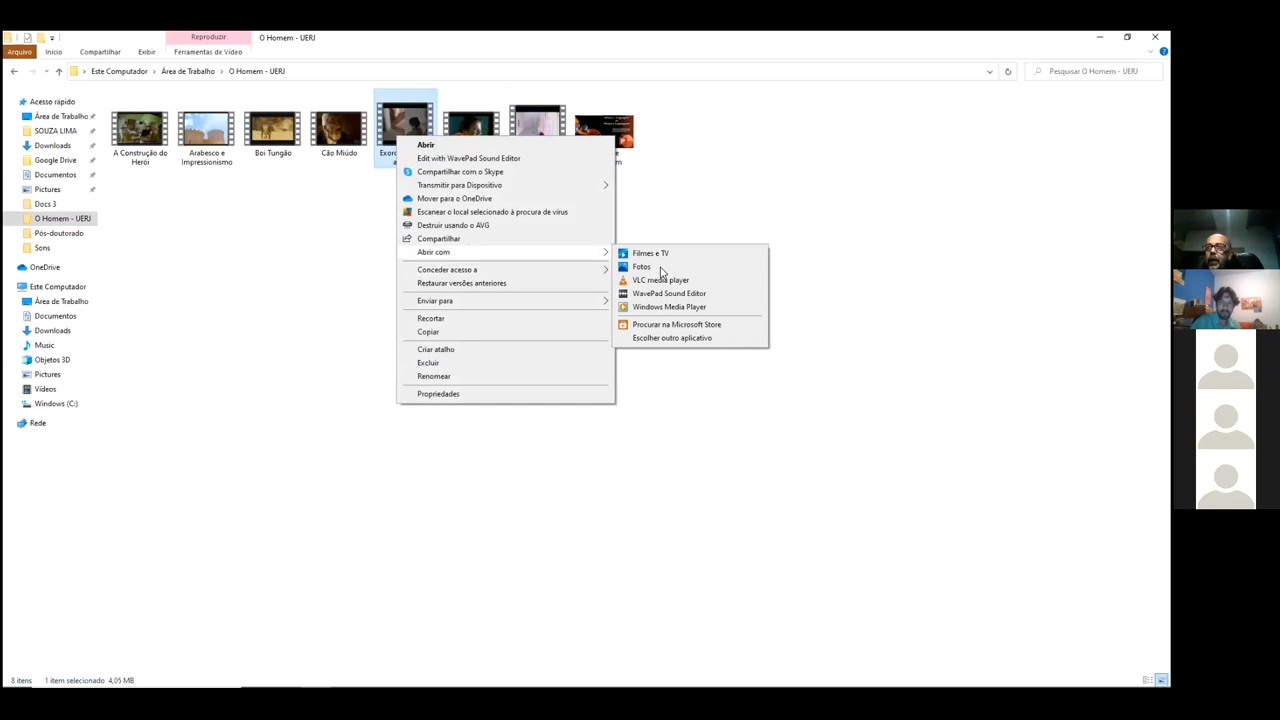 Reproduzir
O Homem - UERJ
Arquivo
Início
Compartilhar
Exibir
Ferramentas de Vídeo
Este Computador
Área de Trabalho
O Homem - UERJ
Pesquisar O Homem - UERJ
Acesso rápido
Área de Trabalho
SOUZA LIMA
Downloads
Google Drive
Documentos
Pictures
Docs 3
O Homem - UERJ
Pós-doutorado
Sons
OneDrive
Este Computador
Área de Trabalho
Documentos
Downloads
Music
Objetos 3D
Pictures
Vídeos
Windows (C:)
Rede
A Construção do
Herói
Arabesco e
Impressionismo
Boi Tungão
Cão Miúdo
Abrir
Edit with WavePad Sound Editor
Compartilhar com o Skype
Transmitir para Dispositivo
Mover para o OneDrive
Escanear o local selecionado à procura de vírus
Destruir usando o AVG
Compartilhar
Abrir com
Conceder acesso a
Restaurar versões anteriores
Enviar para
Recortar
Copiar
Criar atalho
Excluir
Renomear
Propriedades
Filmes e TV
Fotos
VLC media player
WavePad Sound Editor
Windows Media Player
Procurar na Microsoft Store
Escolher outro aplicativo
8 itens
1 item selecionado 4,05 MB